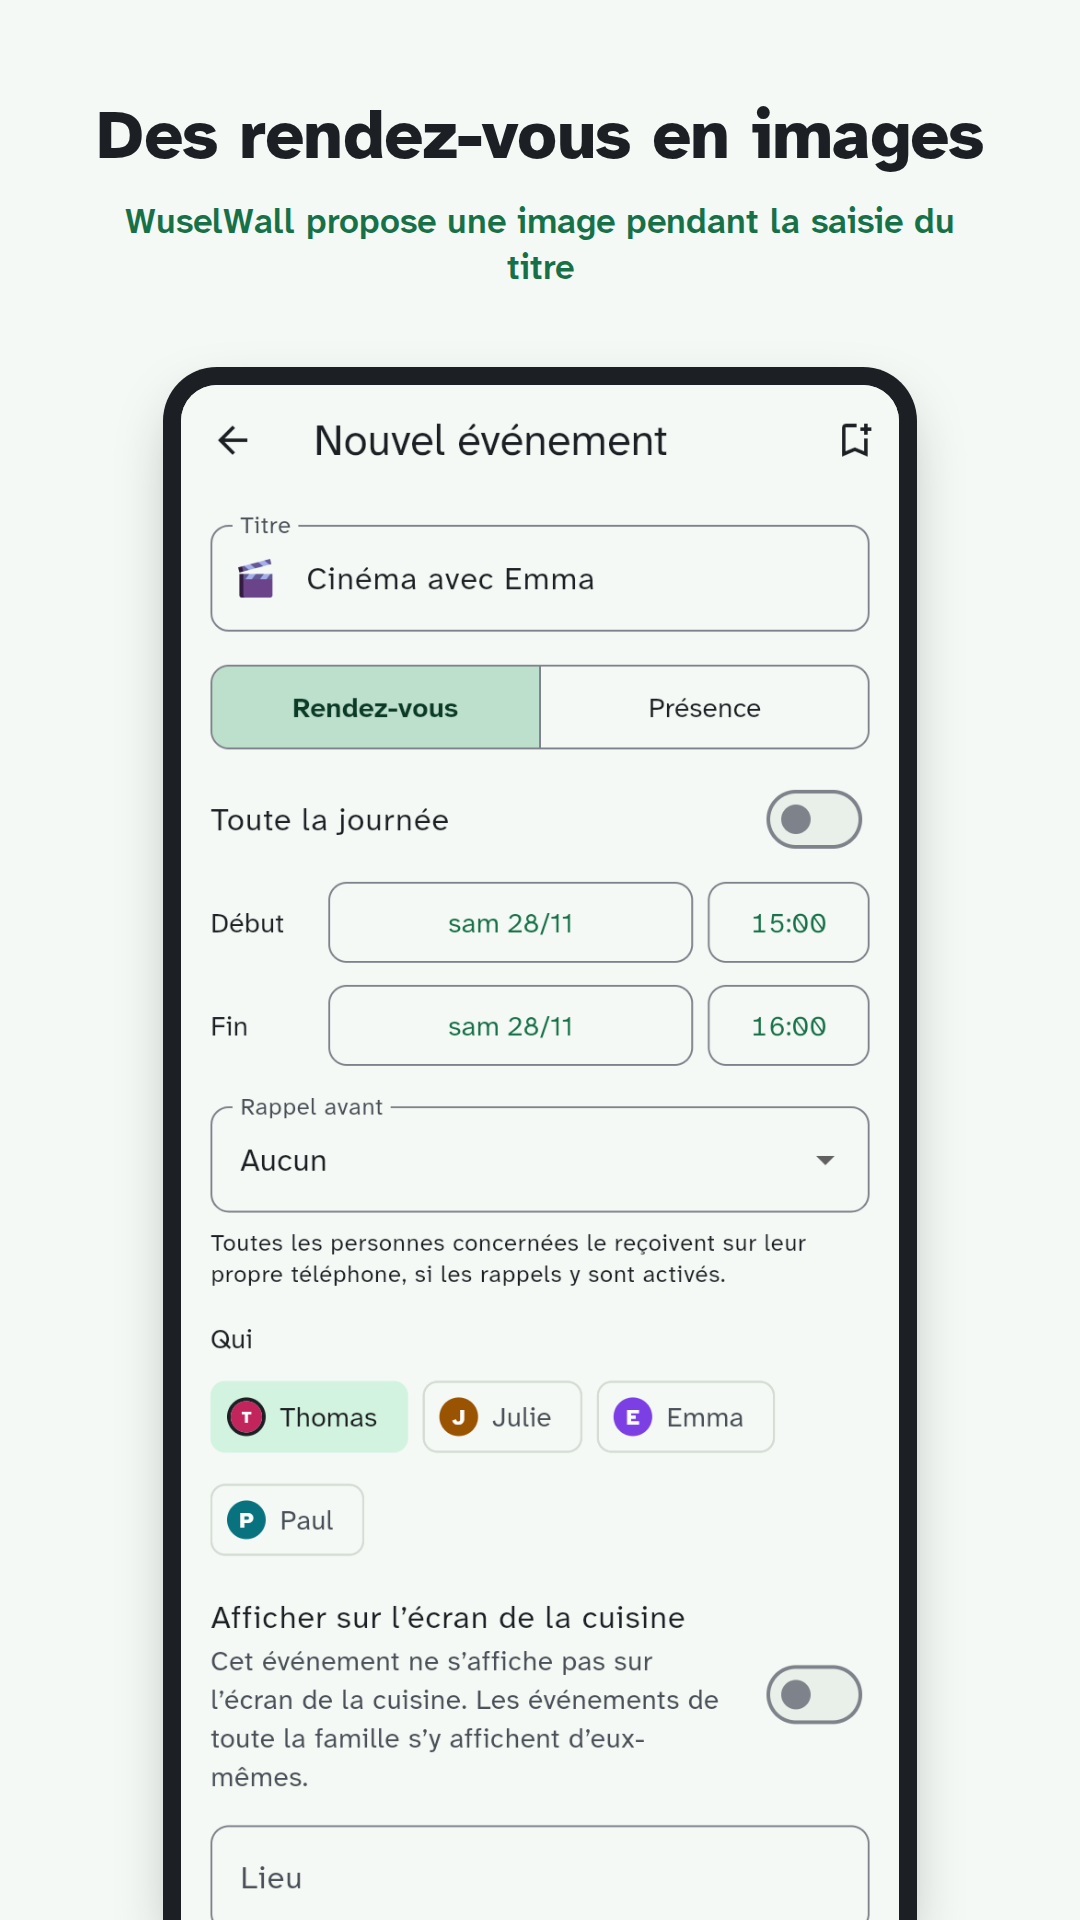 Des rendez-vous en images
WuselWall propose une image pendant la saisie du
titre
Nouvel événement
Titre
Cinéma avec Emma
Rendez-vous
Présence
Toute la journée
Début
sam 28/11
15:00
Fin
sam 28/11
16:00
Rappel avant
Aucun
Toutes les personnes concernées le reçoivent sur leur
propre téléphone, si les rappels y sont activés.
Qui
T Thomas
J Julie
E Emma
P Paul
Afficher sur l’écran de la cuisine
Cet événement ne s’affiche pas sur
l’écran de la cuisine. Les événements de
toute la famille s’y affichent d’eux-
mêmes.
Lieu